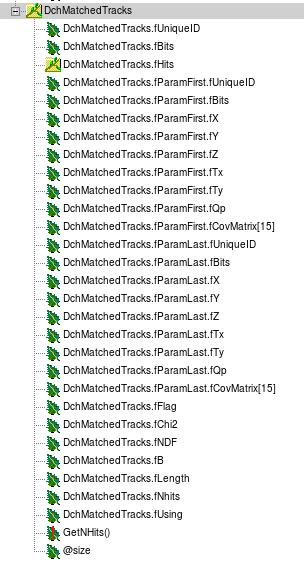 DchMatchedTracks
DchMatchedTracks.fUniqueID
DchMatchedTracks.fBits
DchMatchedTracks.fHits
DchMatchedTracks.fParamFirst.fUniqueID
DchMatchedTracks.fParamFirst.fBits
DchMatchedTracks.fParamFirst.fX
DchMatchedTracks.fParamFirst.fY
DchMatchedTracks.fParamFirst.fZ
DchMatchedTracks.fParamFirst.fTx
DchMatchedTracks.fParamFirst.fTy
DchMatchedTracks.fParamFirst.fQp
DchMatchedTracks.fParamFirst.fCovMatrix[15]
DchMatchedTracks.fParamLast.fUniqueID
DchMatchedTracks.fParamLast.fBits
DchMatchedTracks.fParamLast.fX
DchMatchedTracks.fParamLast.fY
DchMatchedTracks.fParamLast.fZ
DchMatchedTracks.fParamLast.fTx
DchMatchedTracks.fParamLast.fTy
DchMatchedTracks.fParamLast.fQp
DchMatchedTracks.fParamLast.fCovMatrix[15]
DchMatchedTracks.fFlag
DchMatchedTracks.fChi2
DchMatchedTracks.fNDF
DchMatchedTracks.fB
DchMatchedTracks.fLength
DchMatchedTracks.fNhits
DchMatchedTracks.fUsing
GetNHits()
@size